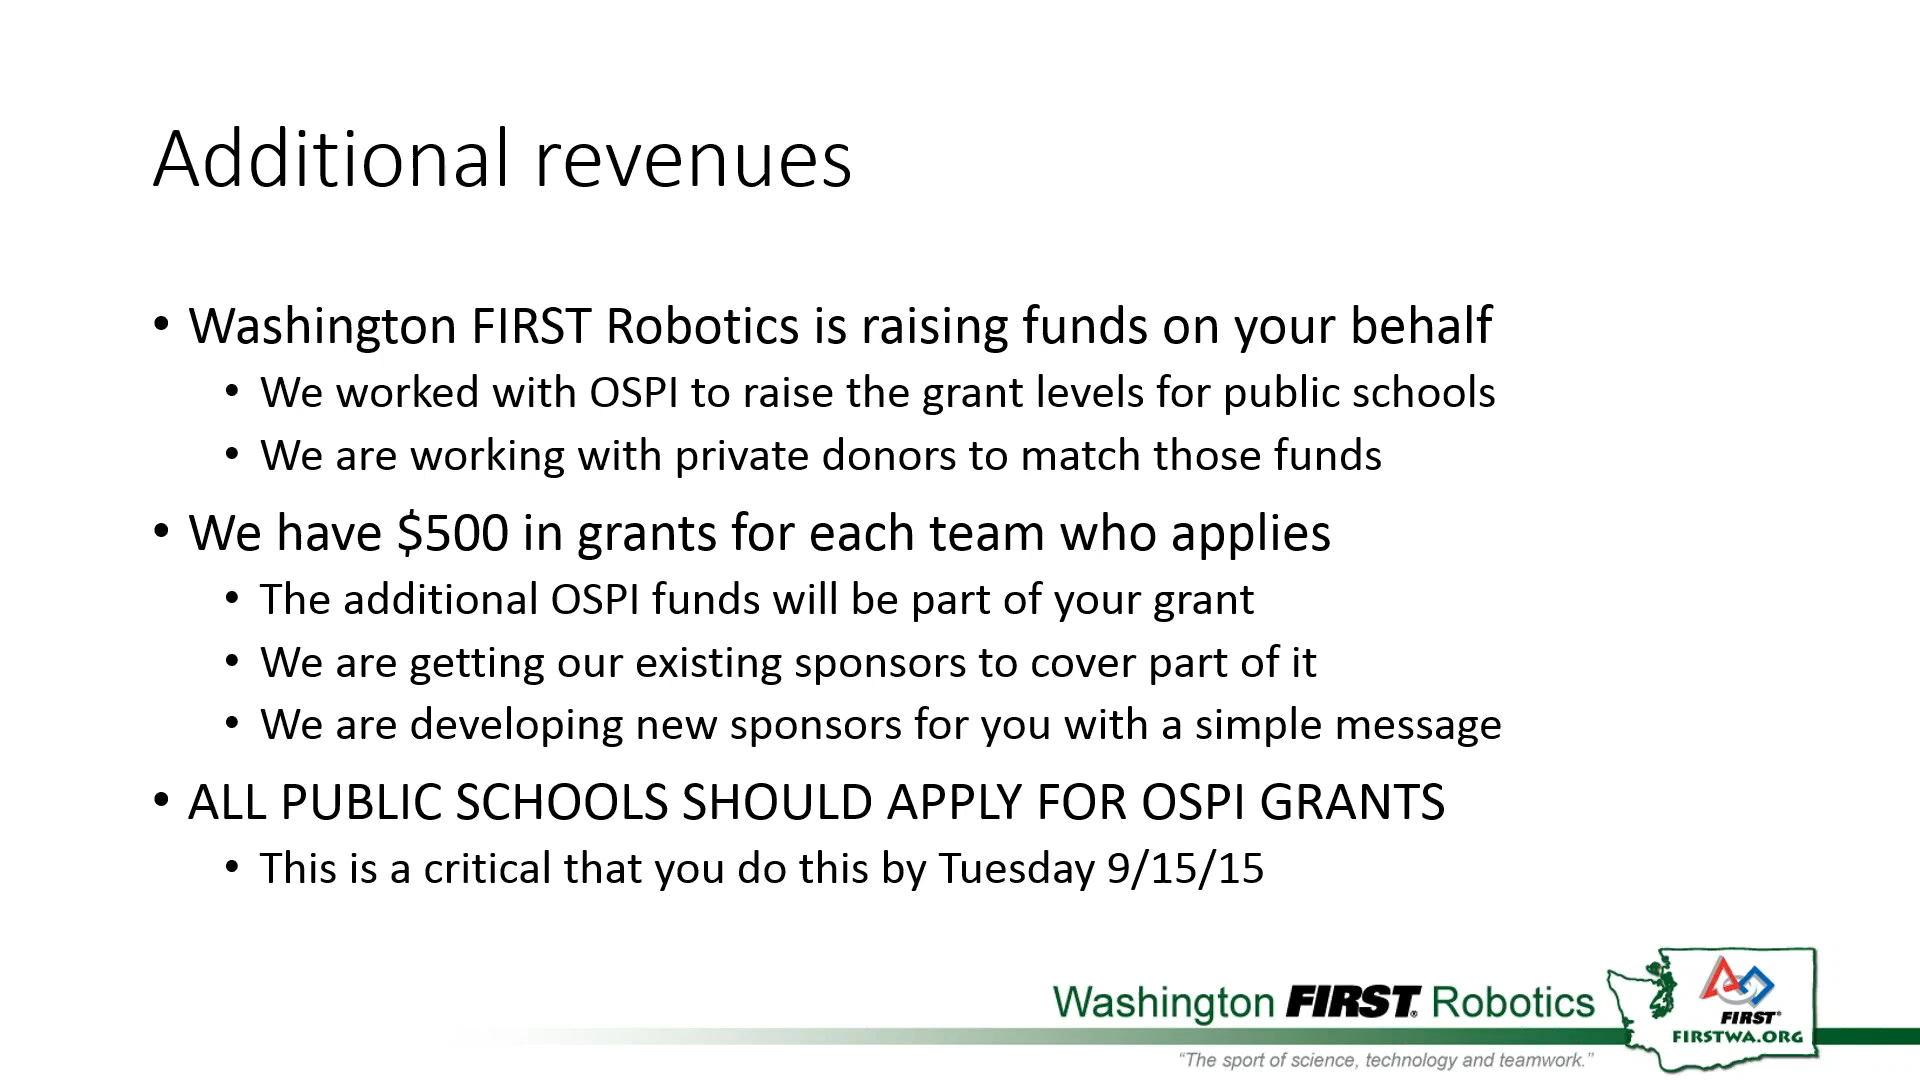 Additional revenues
• Washington FIRST Robotics is raising funds on your behalf
• We worked with OSPI to raise the grant levels for public schools
• We are working with private donors to match those funds
• We have $500 in grants for each team who applies
• The additional OSPI funds will be part of your grant
• We are getting our existing sponsors to cover part of it
• We are developing new sponsors for you with a simple message
• ALL PUBLIC SCHOOLS SHOULD APPLY FOR OSPI GRANTS
• This is a critical that you do this by Tuesday 9/15/15
Washington FIRST® Robotics
“The sport of science, technology and teamwork.”
FIRST®
FIRSTWA.ORG